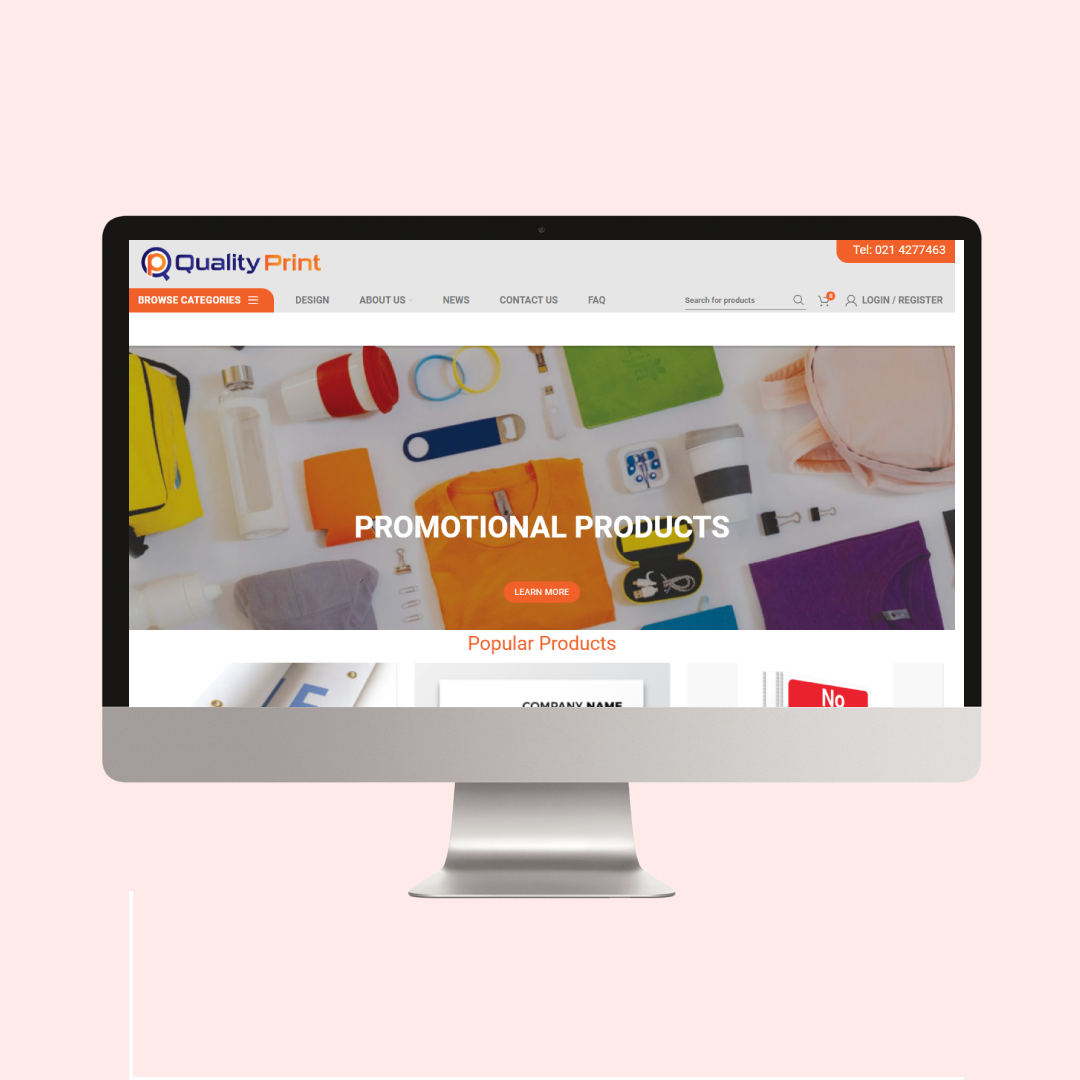 Quality Print
Tel: 021 4277463
BROWSE CATEGORIES
DESIGN
ABOUT US
NEWS
CONTACT US
FAQ
Search for products
0
LOGIN / REGISTER
PROMOTIONAL PRODUCTS
LEARN MORE
Popular Products
E
COMPANY NAME
No